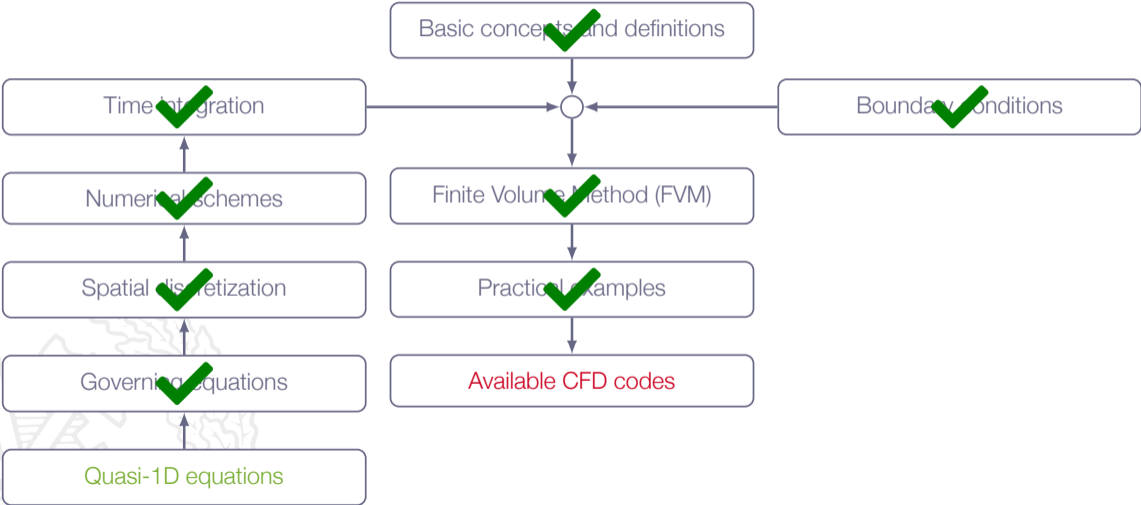 Basic concepts and definitions
Time integration
Boundary conditions
Numerical schemes
Finite Volume Method (FVM)
Spatial discretization
Practical examples
Governing equations
Available CFD codes
Quasi-1D equations